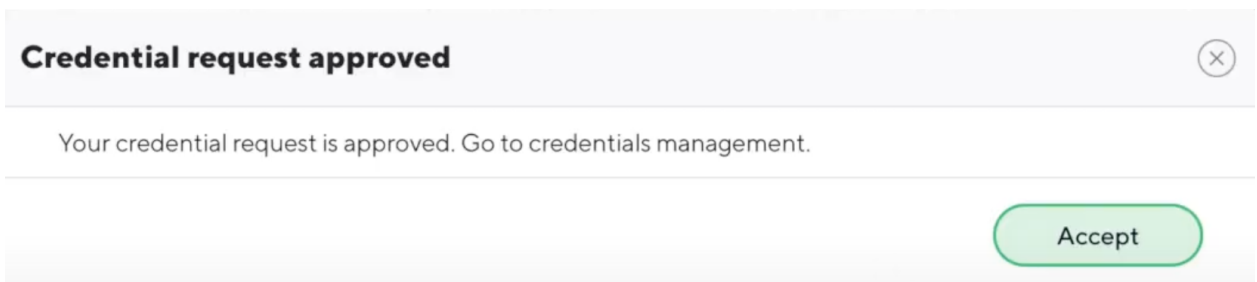 Credential request approved
Your credential request is approved. Go to credentials management.
Accept